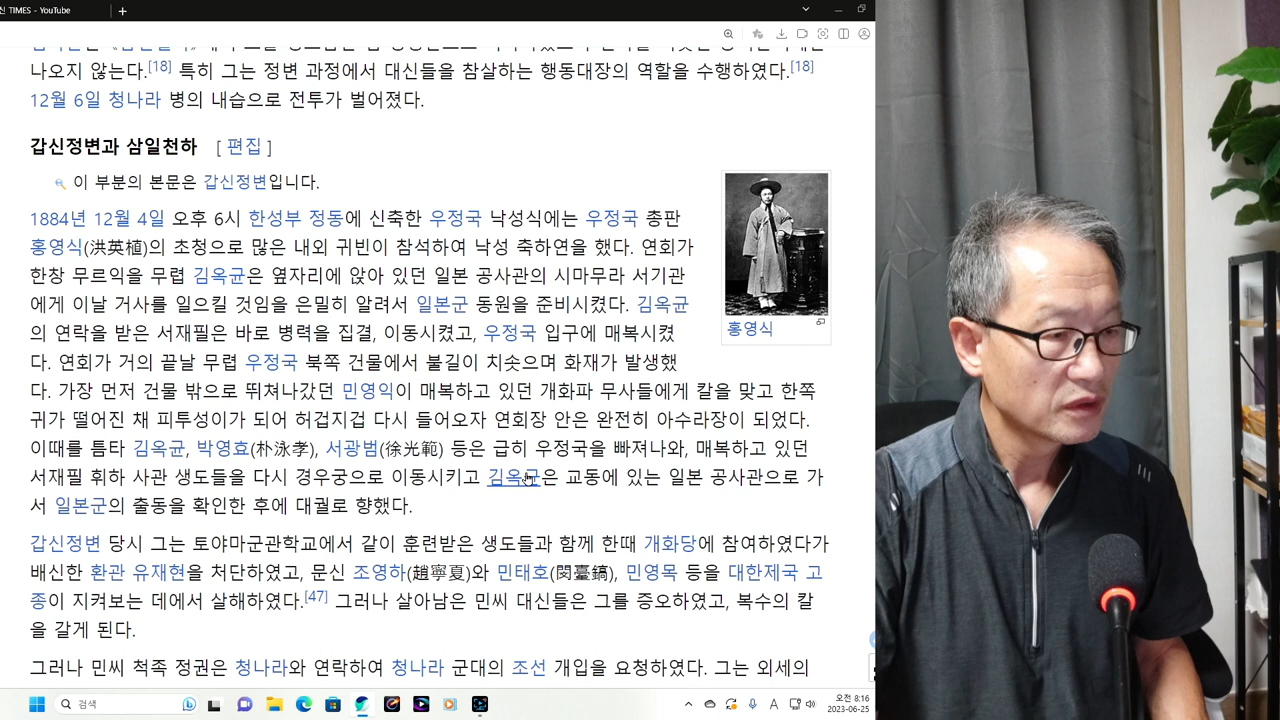 신 TIMES - YouTube
나오지 않는다.[18] 특히 그는 정변 과정에서 대신들을 참살하는 행동대장의 역할을 수행하였다.[18]
12월 6일 청나라 병의 내습으로 전투가 벌어졌다.
갑신정변과 삼일천하 [ 편집 ]
이 부분의 본문은 갑신정변입니다.
1884년 12월 4일 오후 6시 한성부 정동에 신축한 우정국 낙성식에는 우정국 총판
홍영식(洪英植)의 초청으로 많은 내외 귀빈이 참석하여 낙성 축하연을 했다. 연회가
한창 무르익을 무렵 김옥균은 옆자리에 앉아 있던 일본 공사관의 시마무라 서기관
에게 이날 거사를 일으킬 것임을 은밀히 알려서 일본군 동원을 준비시켰다. 김옥균
의 연락을 받은 서재필은 바로 병력을 집결, 이동시켰고, 우정국 입구에 매복시켰
다. 연회가 거의 끝날 무렵 우정국 북쪽 건물에서 불길이 치솟으며 화재가 발생했
다. 가장 먼저 건물 밖으로 뛰쳐나갔던 민영익이 매복하고 있던 개화파 무사들에게 칼을 맞고 한쪽
귀가 떨어진 채 피투성이가 되어 허겁지겁 다시 들어오자 연회장 안은 완전히 아수라장이 되었다.
이때를 틈타 김옥균, 박영효(朴泳孝), 서광범(徐光範) 등은 급히 우정국을 빠져나와, 매복하고 있던
서재필 휘하 사관 생도들을 다시 경우궁으로 이동시키고 김옥균은 교동에 있는 일본 공사관으로 가
서 일본군의 출동을 확인한 후에 대궐로 향했다.
홍영식
갑신정변 당시 그는 토야마군관학교에서 같이 훈련받은 생도들과 함께 한때 개화당에 참여하였다가
배신한 환관 유재현을 처단하였고, 문신 조영하(趙寧夏)와 민태호(閔臺鎬), 민영목 등을 대한제국 고
종이 지켜보는 데에서 살해하였다.[47] 그러나 살아남은 민씨 대신들은 그를 증오하였고, 복수의 칼
을 갈게 된다.
그러나 민씨 척족 정권은 청나라와 연락하여 청나라 군대의 조선 개입을 요청하였다. 그는 외세의
검색
A
오전 8:16
2023-06-25